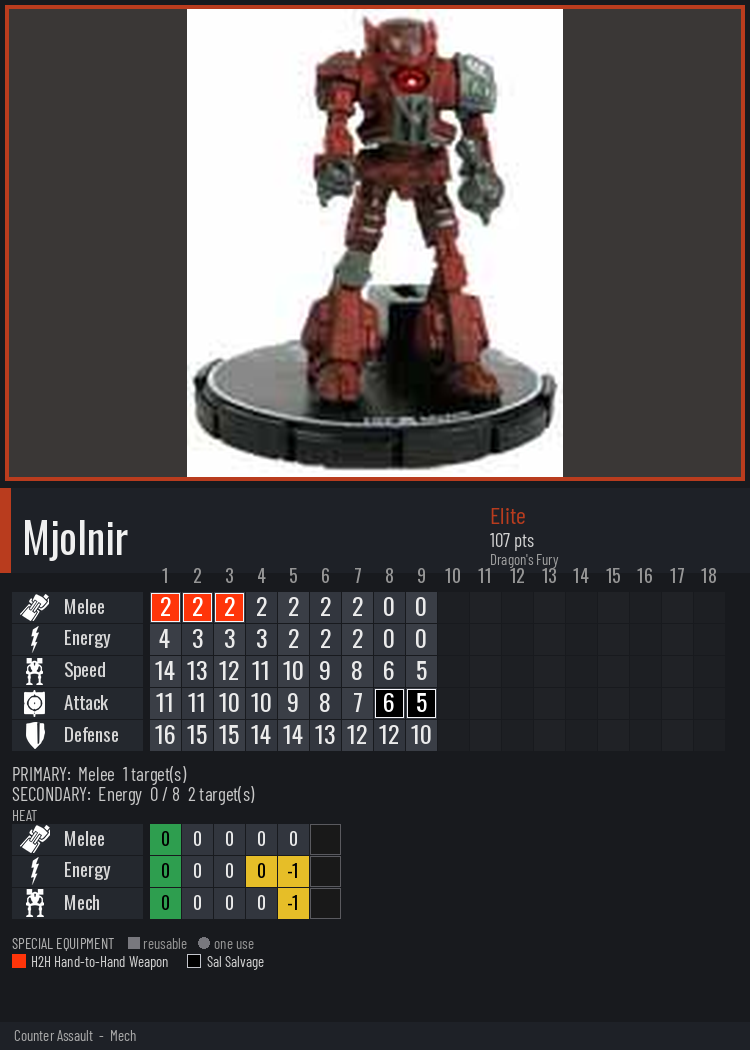 Mjolnir
Elite
107 pts
Dragon's Fury
1 2 3 4 5 6 7 8 9 10 11 12 13 14 15 16 17 18
Melee 2 2 2 2 2 2 2 0 0
Energy 4 3 3 3 2 2 2 0 0
Speed 14 13 12 11 10 9 8 6 5
Attack 11 11 10 10 9 8 7 6 5
Defense 16 15 15 14 14 13 12 12 10
PRIMARY: Melee 1 target(s)
SECONDARY: Energy 0 / 8 2 target(s)
HEAT
Melee 0 0 0 0 0
Energy 0 0 0 0 -1
Mech 0 0 0 0 -1
SPECIAL EQUIPMENT reusable one use
H2H Hand-to-Hand Weapon Sal Salvage
Counter Assault - Mech